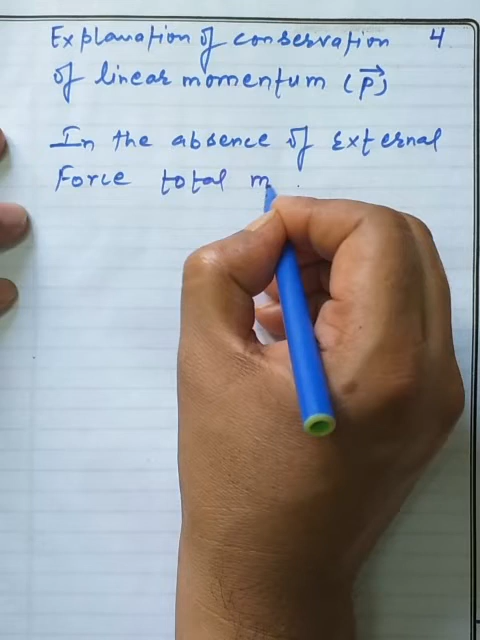 Explanation of conservation 4
of linear momentum (p⃗)
In the absence of External
Force total m